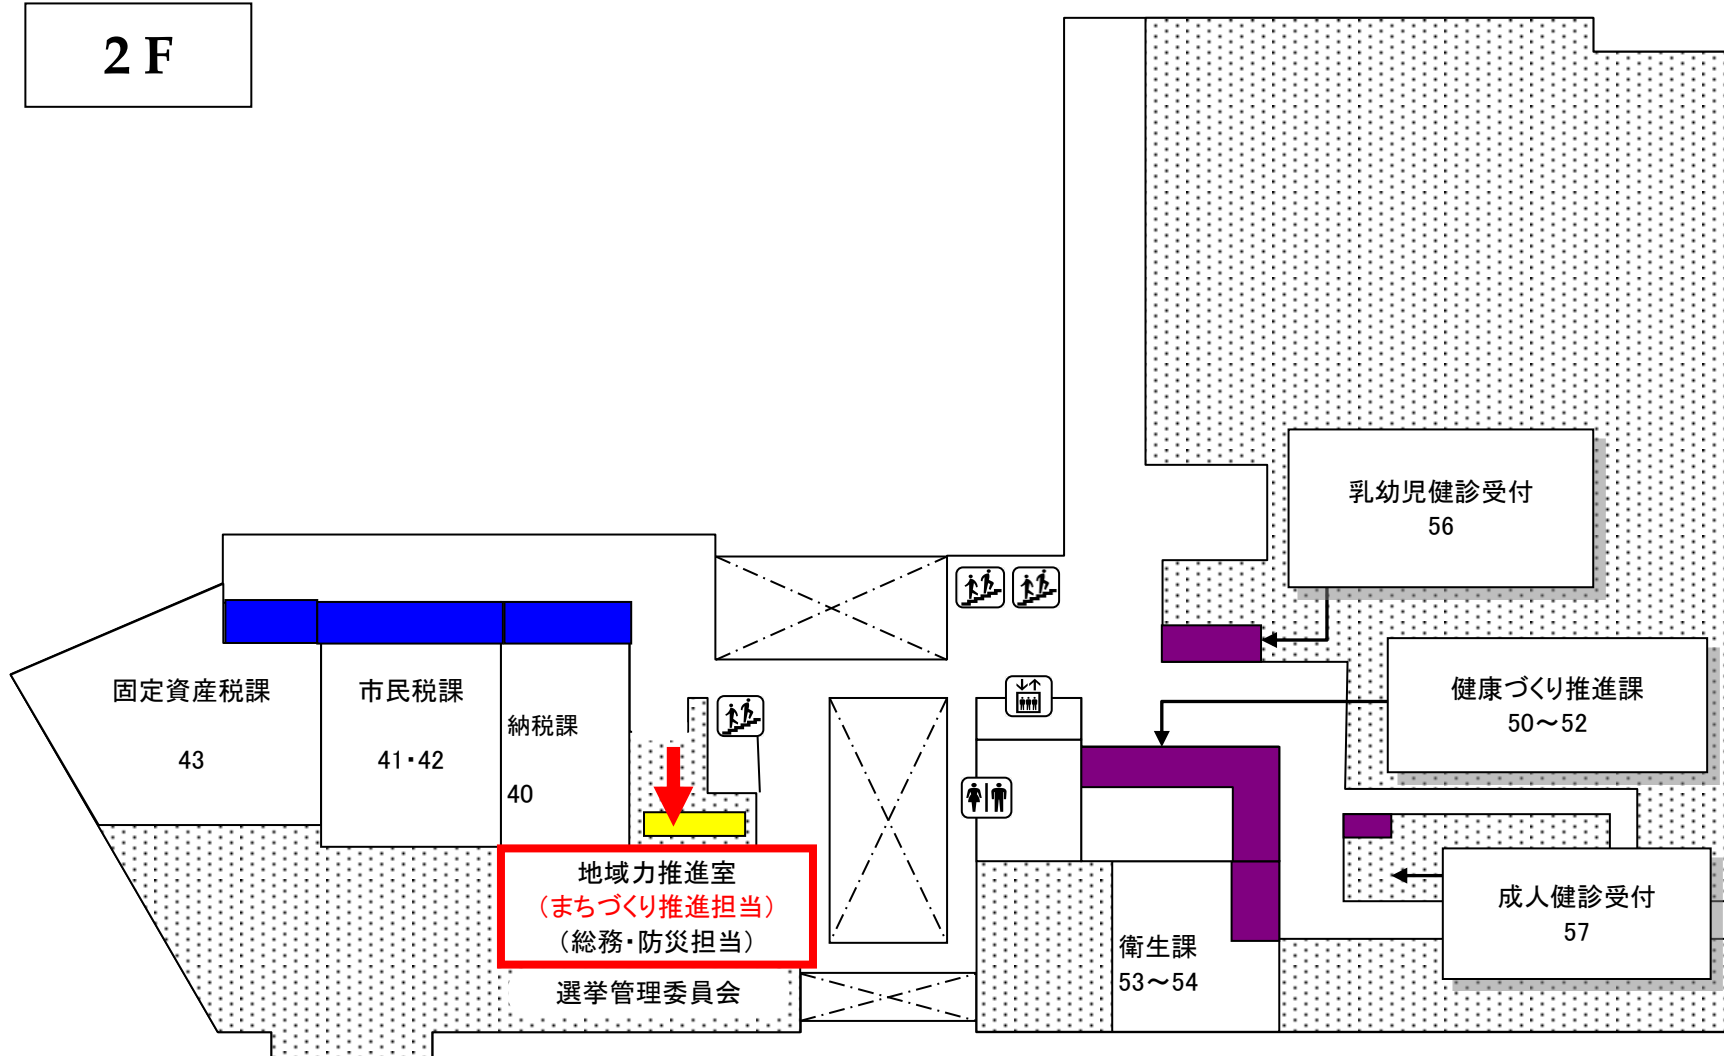 2 F
乳幼児健診受付
56
健康づくり推進課
50～52
固定資産税課
43
市民税課
41・42
納税課
40
地域力推進室
（まちづくり推進担当）
（総務・防災担当）
選挙管理委員会
衛生課
53～54
成人健診受付
57